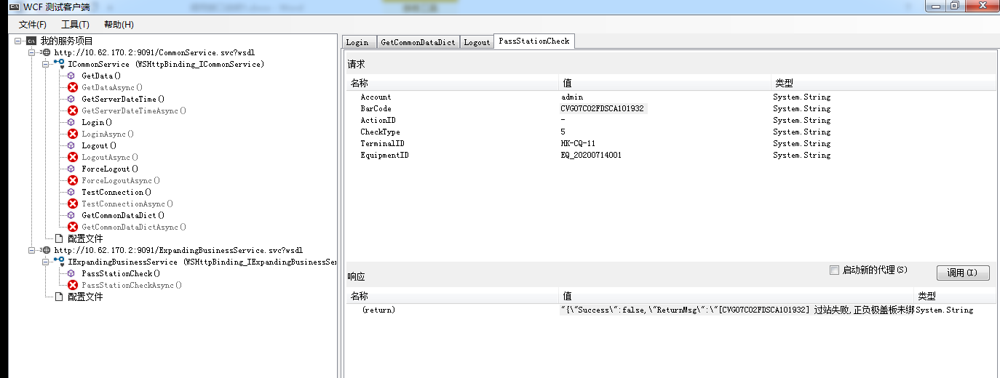 WCF 测试客户端
文件(F) 工具(T) 帮助(H)
我的服务项目
http://10.62.170.2:9091/CommonService.svc?wsdl
ICommonService (WSHttpBinding_ICommonService)
GetData()
GetDataAsync()
GetServerDateTime()
GetServerDateTimeAsync()
Login()
LoginAsync()
Logout()
LogoutAsync()
ForceLogout()
ForceLogoutAsync()
TestConnection()
TestConnectionAsync()
GetCommonDataDict()
GetCommonDataDictAsync()
配置文件
http://10.62.170.2:9091/ExpandingBusinessService.svc?wsdl
IExpandingBusinessService (WSHttpBinding_IExpandingBusinessSer
PassStationCheck()
PassStationCheckAsync()
配置文件
Login GetCommonDataDict Logout PassStationCheck
请求
名称 值 类型
Account admin System.String
BarCode CVG07C02FDSCA101932 System.String
ActionID - System.String
CheckType 5 System.String
TerminalID HK-CQ-11 System.String
EquipmentID EQ_20200714001 System.String
响应 启动新的代理(S) 调用(I)
名称 值 类型
(return) "{\"Success\":false,\"ReturnMsg\":\"[CVG07C02FDSCA101932] 过站失败,正负极盖板未绑 System.String